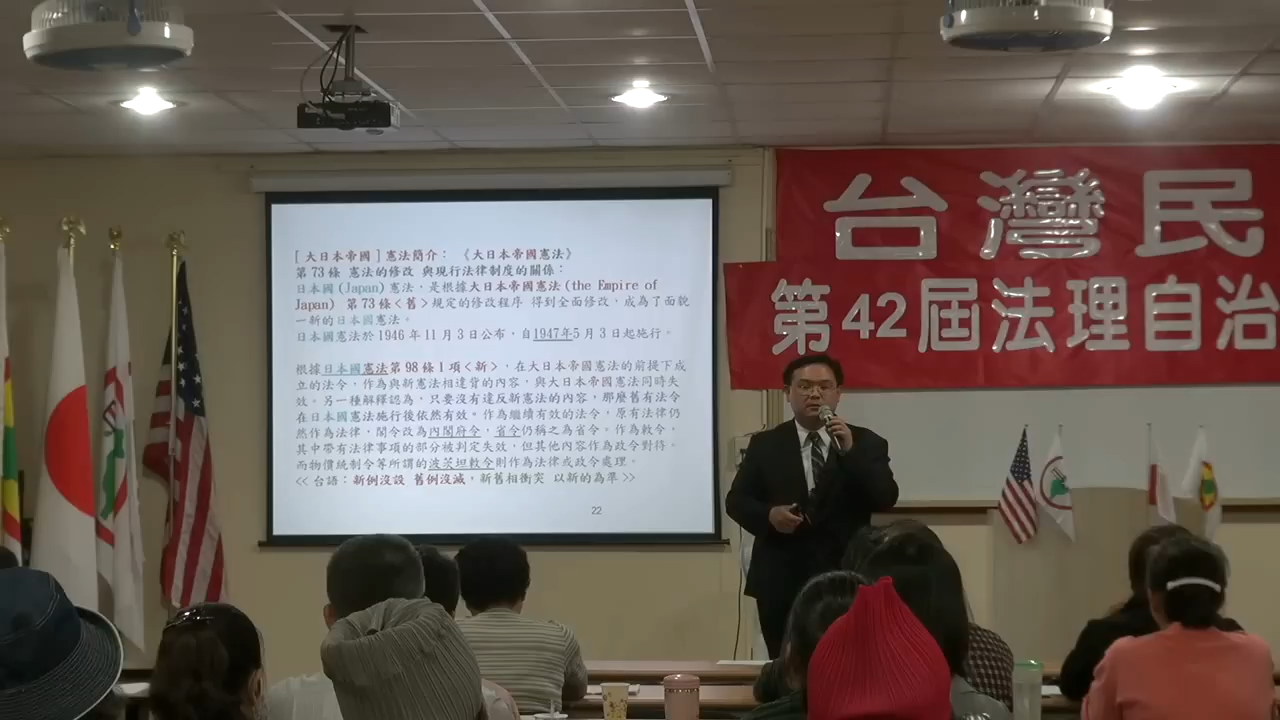 [ 大日本帝國 ] 憲法簡介： 《大日本帝國憲法》
第 73 條 憲法的修改 與現行法律制度的關係：
日本國 (Japan) 憲法，是根據大日本帝國憲法 (the Empire of
Japan) 第 73 條＜舊＞規定的修改程序 得到全面修改，成為了面貌
一新的日本國憲法。
日本國憲法於 1946 年 11 月 3 日公布，自1947年5 月 3 日起施行。
根據日本國憲法第 98 條 1 項＜新＞，在大日本帝國憲法的前提下成
立的法令，作為與新憲法相違背的內容，與大日本帝國憲法同時失
效。另一種解釋認為，只要沒有違反新憲法的內容，那麼舊有法令
在日本國憲法施行後依然有效。作為繼續有效的法令，原有法律仍
然作為法律，閣令改為內閣府令，省令仍稱之為省令。作為敕令，
其中帶有法律事項的部分被判定失效，但其他內容作為政令對待。
而物價統制令等所謂的波茨坦敕令則作為法律或政令處理。
<< 台語：新例沒設 舊例沒滅，新舊相衝突 以新的為準 >>
22
台灣民
第42屆法理自治